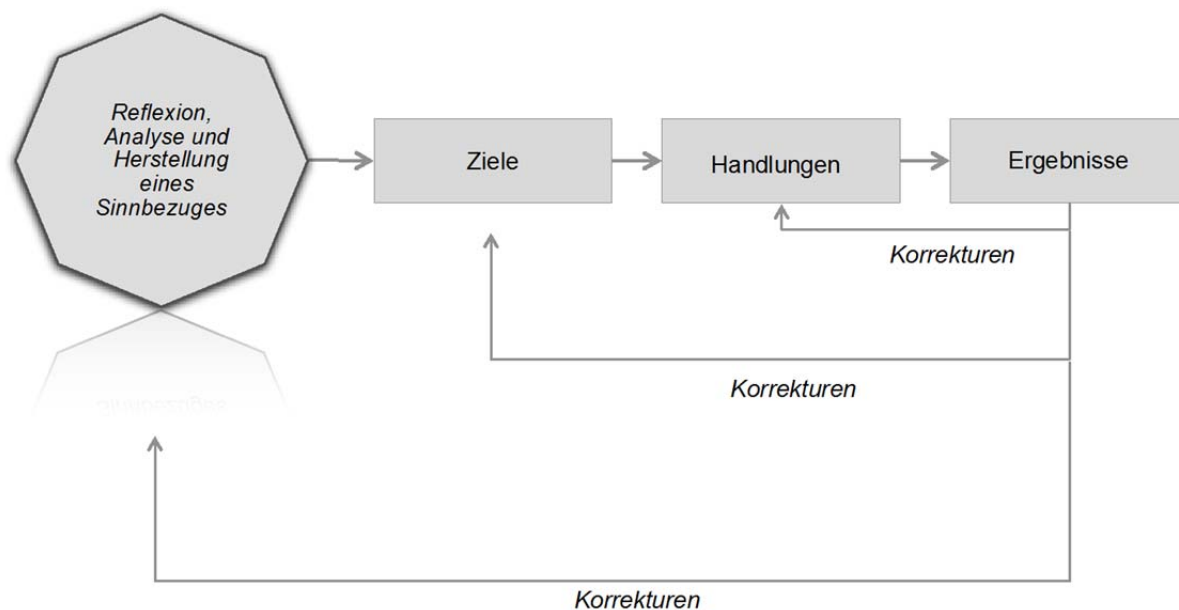 Reflexion,
Analyse und
Herstellung
eines
Sinnbezuges
Ziele
Handlungen
Ergebnisse
Korrekturen
Korrekturen
Korrekturen